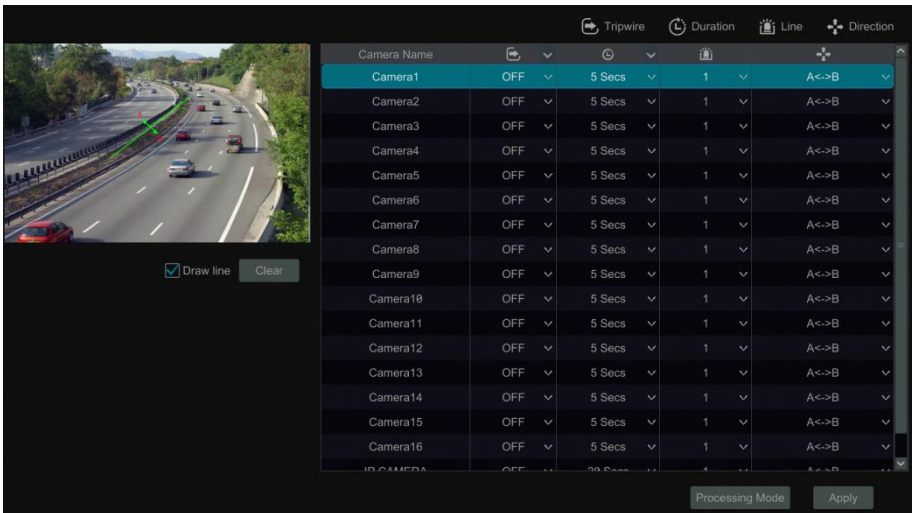 Tripwire Duration Line Direction
Camera Name
Camera1 OFF 5 Secs 1 A<->B
Camera2 OFF 5 Secs 1 A<->B
Camera3 OFF 5 Secs 1 A<->B
Camera4 OFF 5 Secs 1 A<->B
Camera5 OFF 5 Secs 1 A<->B
Camera6 OFF 5 Secs 1 A<->B
Camera7 OFF 5 Secs 1 A<->B
Camera8 OFF 5 Secs 1 A<->B
Camera9 OFF 5 Secs 1 A<->B
Camera10 OFF 5 Secs 1 A<->B
Camera11 OFF 5 Secs 1 A<->B
Camera12 OFF 5 Secs 1 A<->B
Camera13 OFF 5 Secs 1 A<->B
Camera14 OFF 5 Secs 1 A<->B
Camera15 OFF 5 Secs 1 A<->B
Camera16 OFF 5 Secs 1 A<->B
IP CAMERA OFF 1 A<->B
Draw line Clear
Processing Mode Apply